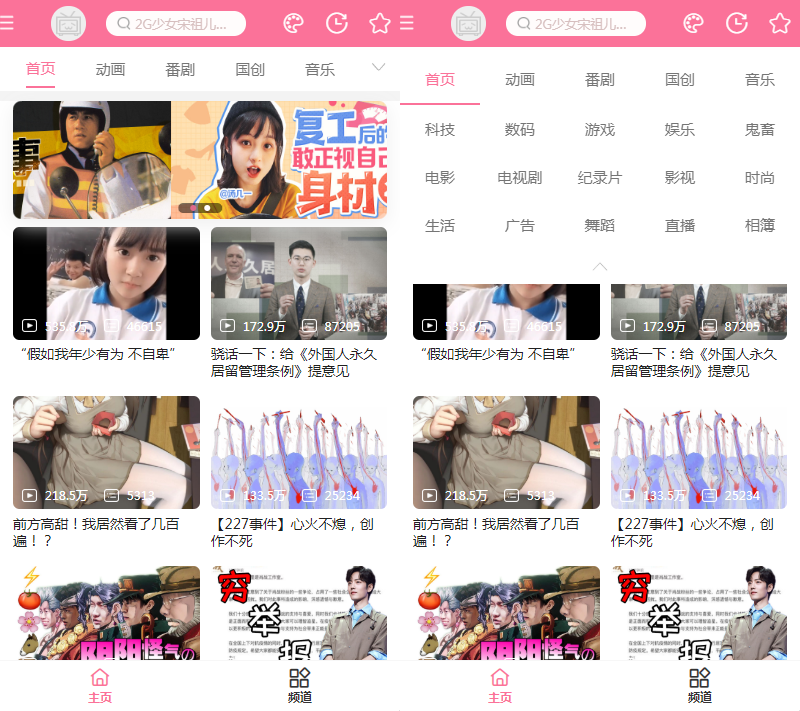 2G少女宋祖儿...
首页 动画 番剧 国创 音乐
事
复工后的
敢正视自己
身材
@汤几一
535.8万 46615
172.9万 87205
“假如我年少有为 不自卑”
骁话一下：给《外国人永久
居留管理条例》提意见
218.5万 5313
133.5万 25234
前方高甜！我居然看了几百
遍！？
【227事件】心火不熄，创
作不死
阴阳怪气の
穷
举
报
主页 频道
2G少女宋祖儿...
首页 动画 番剧 国创 音乐
科技 数码 游戏 娱乐 鬼畜
电影 电视剧 纪录片 影视 时尚
生活 广告 舞蹈 直播 相簿
535.8万 46615
172.9万 87205
“假如我年少有为 不自卑”
骁话一下：给《外国人永久
居留管理条例》提意见
218.5万 5313
133.5万 25234
前方高甜！我居然看了几百
遍！？
【227事件】心火不熄，创
作不死
阴阳怪气の
穷
举
报
主页 频道